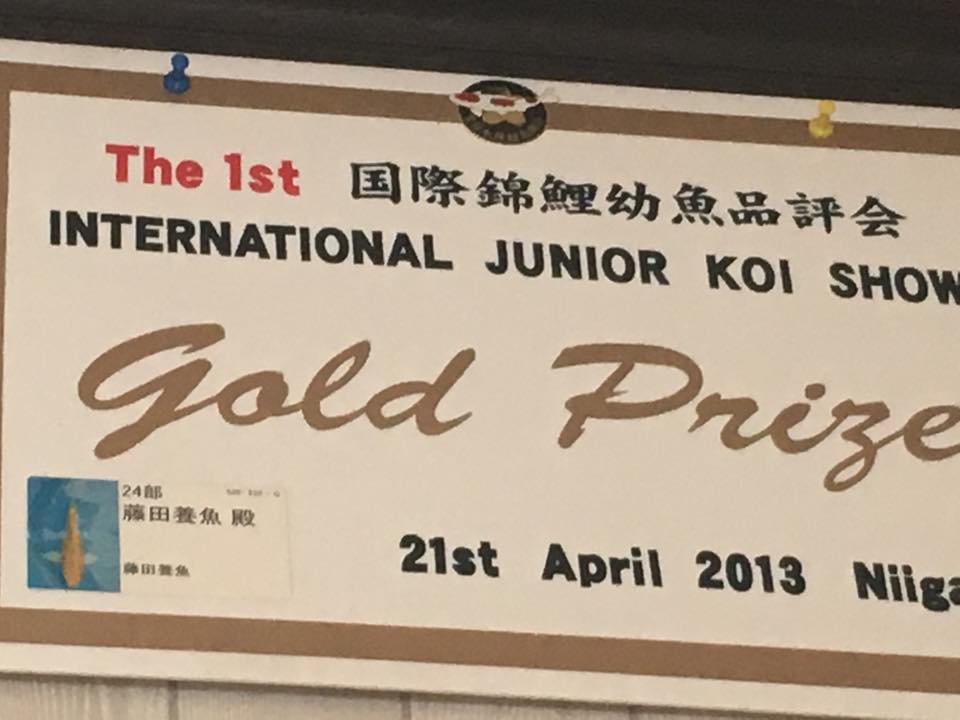 The 1st 国際錦鯉幼魚品評会
INTERNATIONAL JUNIOR KOI SHOW
Gold Prize
24部
藤田養魚 殿
藤田養魚
21st April 2013 Niiga